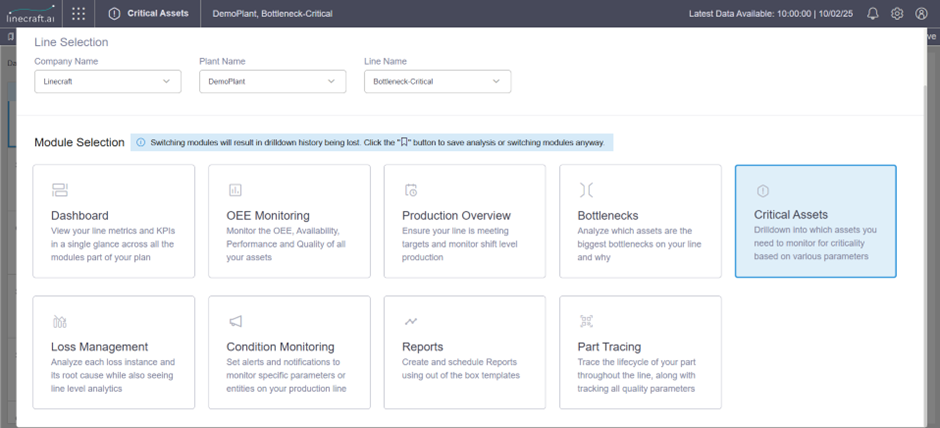 linecraft.ai Critical Assets DemoPlant, Bottleneck-Critical Latest Data Available: 10:00:00 | 10/02/25
Line Selection
Company Name Plant Name Line Name
Linecraft DemoPlant Bottleneck-Critical
Module Selection Switching modules will result in drilldown history being lost. Click the "" button to save analysis or switching modules anyway.
Dashboard
View your line metrics and KPIs
in a single glance across all the
modules part of your plan
OEE Monitoring
Monitor the OEE, Availability,
Performance and Quality of all
your assets
Production Overview
Ensure your line is meeting
targets and monitor shift level
production
Bottlenecks
Analyze which assets are the
biggest bottlenecks on your line
and why
Critical Assets
Drilldown into which assets you
need to monitor for criticality
based on various parameters
Loss Management
Analyze each loss instance and
its root cause while also seeing
line level analytics
Condition Monitoring
Set alerts and notifications to
monitor specific parameters or
entities on your production line
Reports
Create and schedule Reports
using out of the box templates
Part Tracing
Trace the lifecycle of your part
throughout the line, along with
tracking all quality parameters